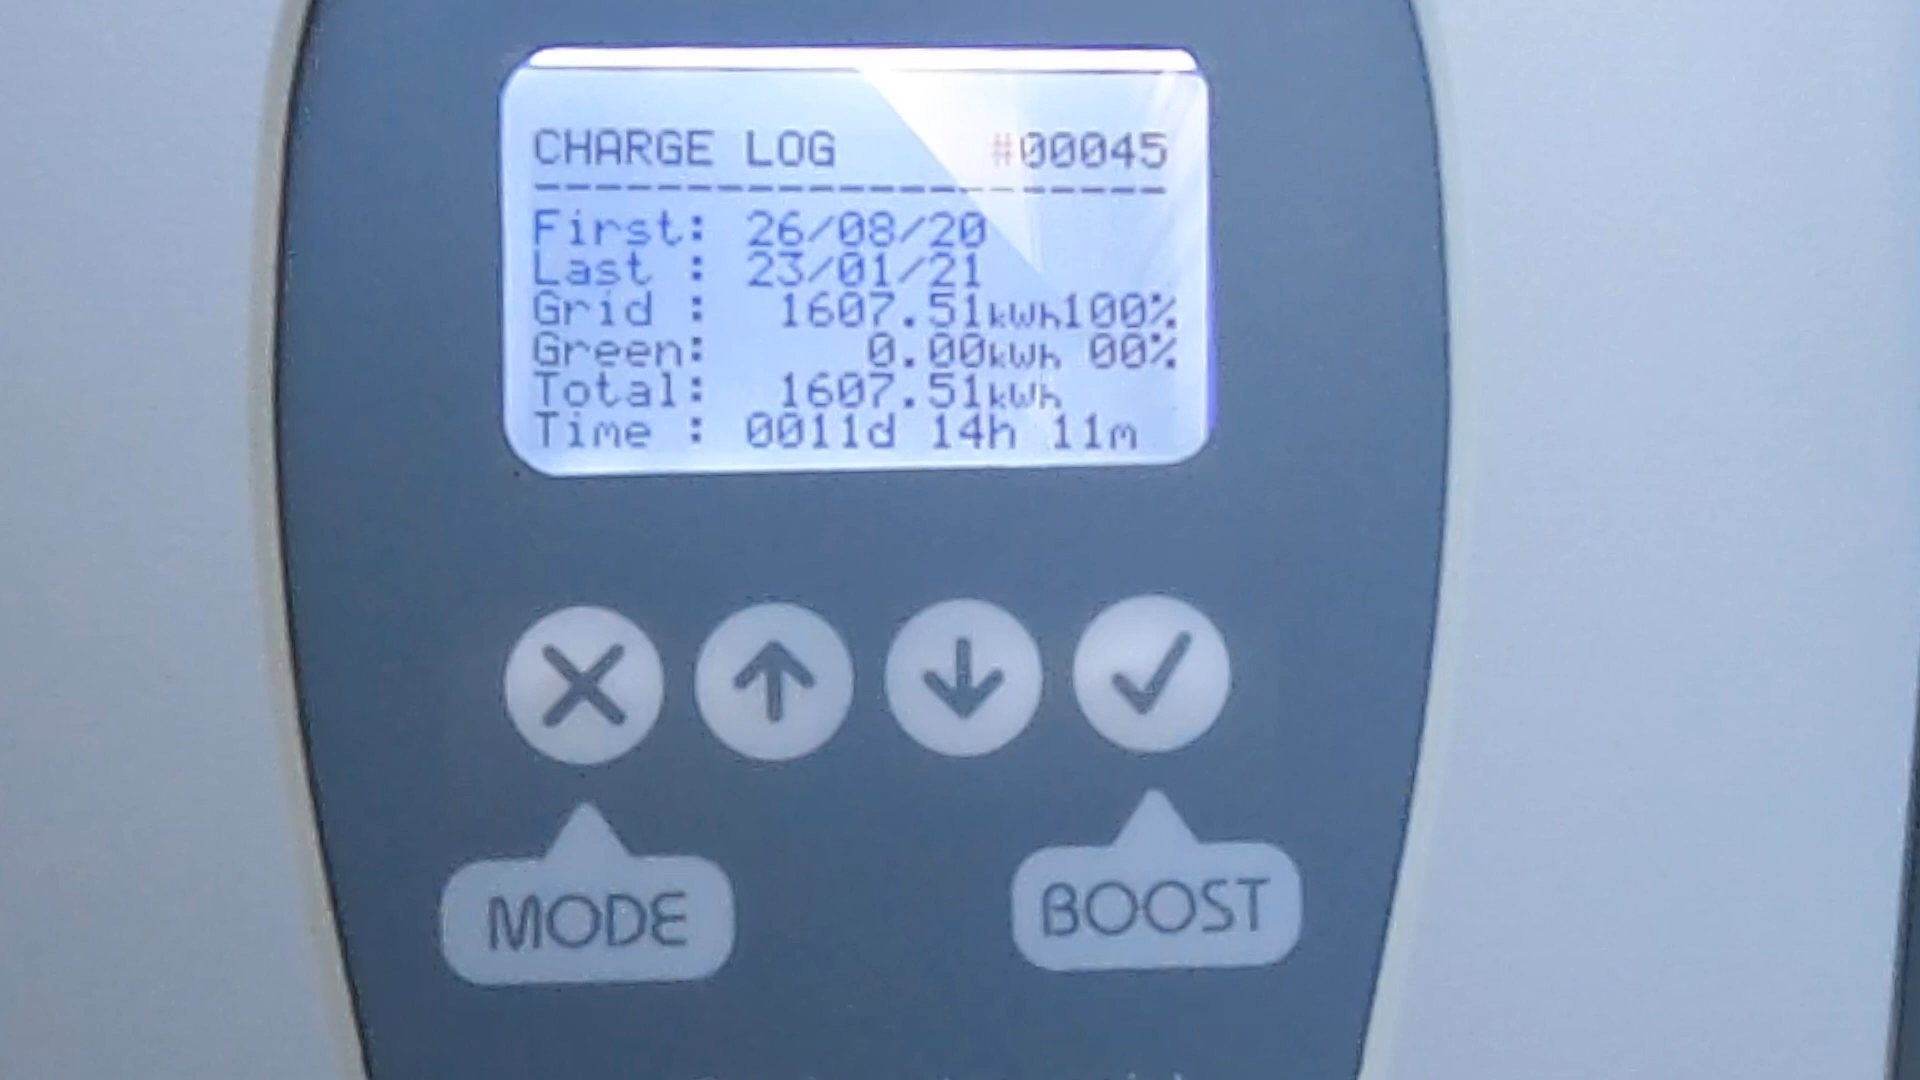 CHARGE LOG #00045
---------------------
First: 26/08/20
Last : 23/01/21
Grid : 1607.51kWh100%
Green: 0.00kWh 00%
Total: 1607.51kWh
Time : 0011d 14h 11m
MODE BOOST